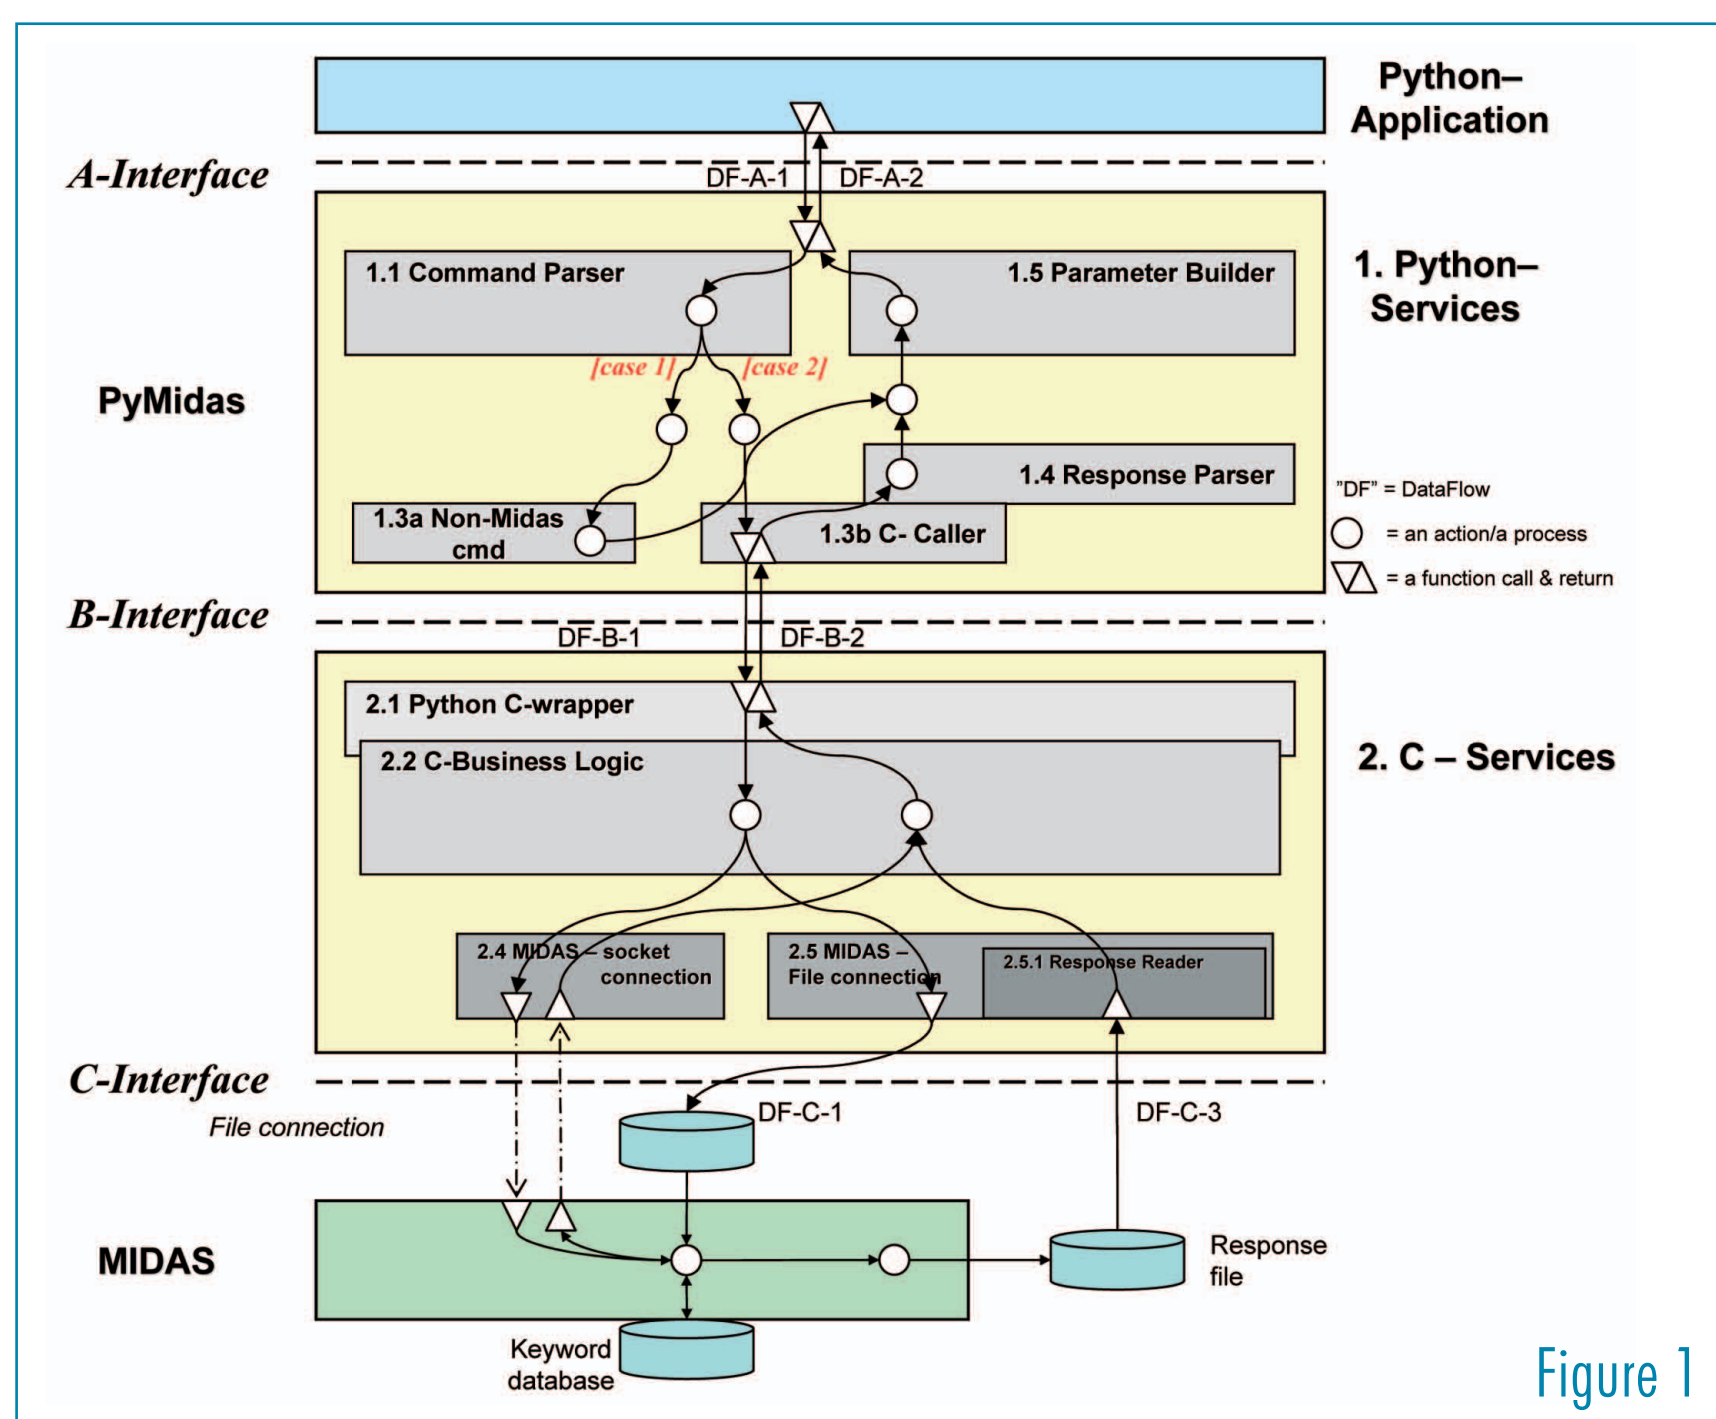 Python–
Application
A-Interface
DF-A-1
DF-A-2
1.1 Command Parser
1.5 Parameter Builder
1. Python–
Services
[case 1]
[case 2]
PyMidas
1.4 Response Parser
1.3a Non-Midas
cmd
1.3b C- Caller
”DF” = DataFlow
= an action/a process
= a function call & return
B-Interface
DF-B-1
DF-B-2
2.1 Python C-wrapper
2.2 C-Business Logic
2. C – Services
2.4 MIDAS – socket
connection
2.5 MIDAS –
File connection
2.5.1 Response Reader
C-Interface
File connection
DF-C-1
DF-C-3
MIDAS
Response
file
Keyword
database
Figure 1